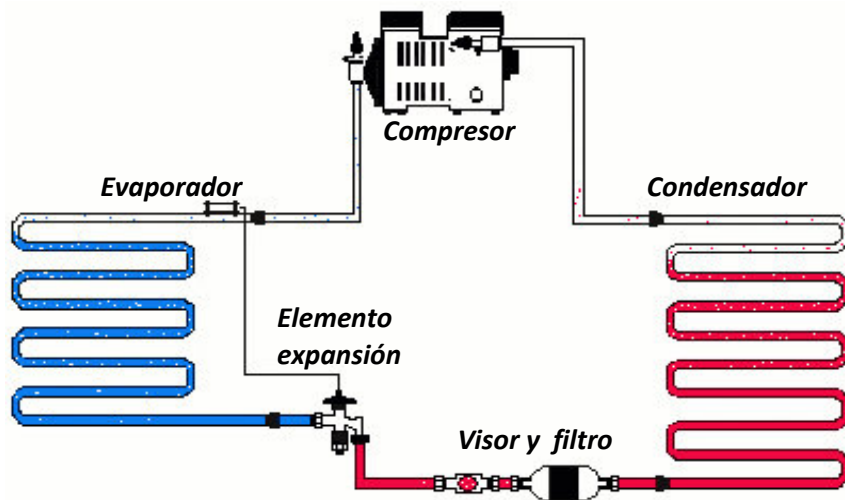 Compresor
Evaporador
Condensador
Elemento
expansión
Visor y filtro